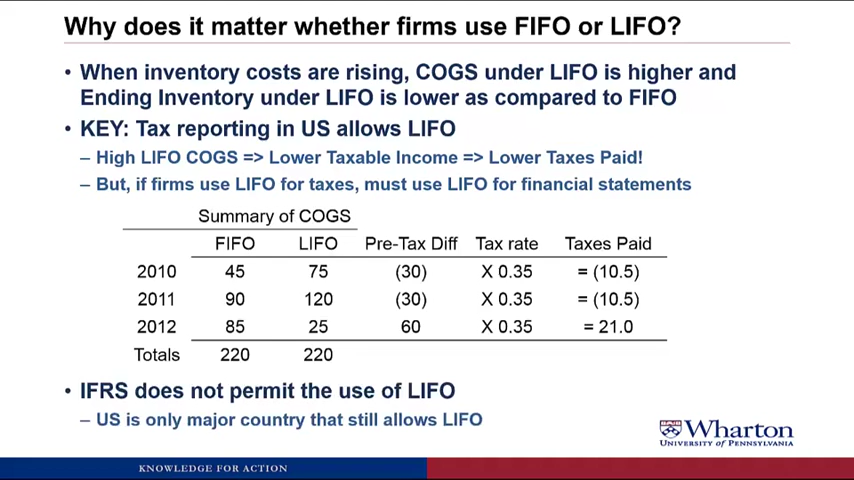 Why does it matter whether firms use FIFO or LIFO?
• When inventory costs are rising, COGS under LIFO is higher and
Ending Inventory under LIFO is lower as compared to FIFO
• KEY: Tax reporting in US allows LIFO
– High LIFO COGS => Lower Taxable Income => Lower Taxes Paid!
– But, if firms use LIFO for taxes, must use LIFO for financial statements
Summary of COGS
FIFO LIFO Pre-Tax Diff Tax rate Taxes Paid
2010 45 75 (30) X 0.35 = (10.5)
2011 90 120 (30) X 0.35 = (10.5)
2012 85 25 60 X 0.35 = 21.0
Totals 220 220
• IFRS does not permit the use of LIFO
– US is only major country that still allows LIFO
Wharton
UNIVERSITY of PENNSYLVANIA
KNOWLEDGE FOR ACTION